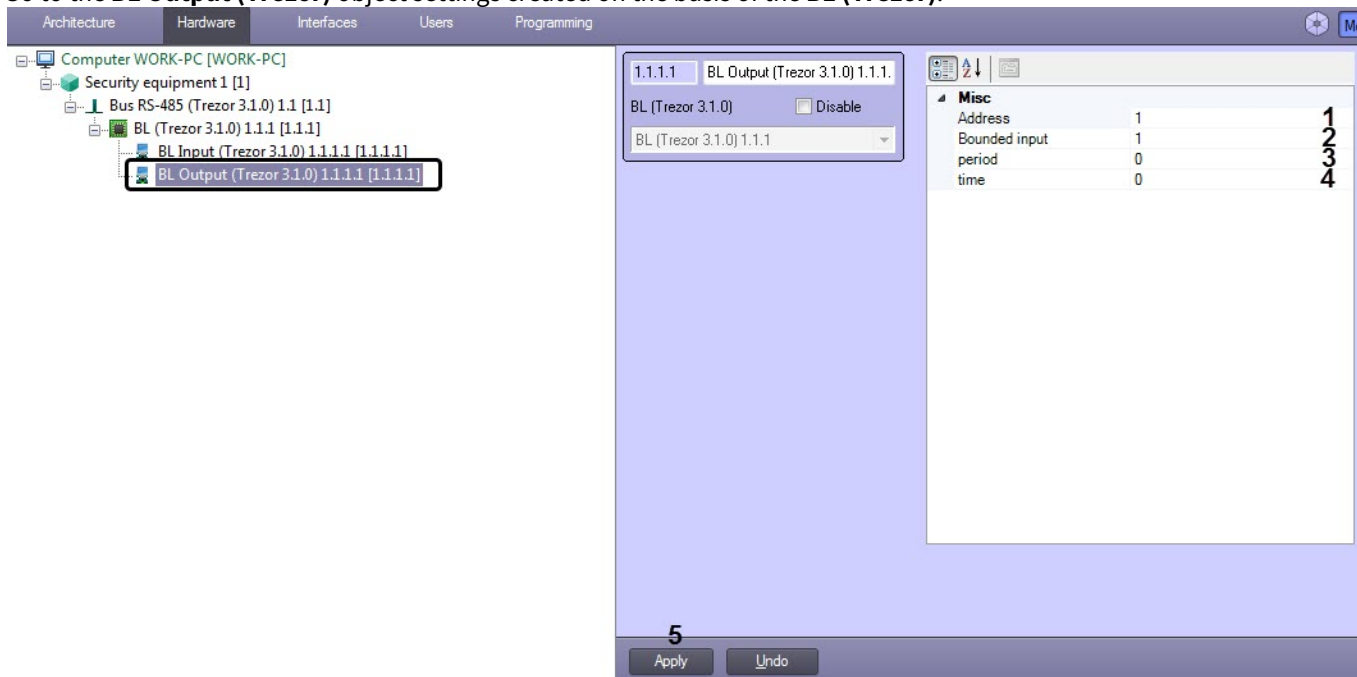 Go to the BL Output (Trezor) object settings created on the basis of the BL (Trezor).
Architecture Hardware Interfaces Users Programming
Computer WORK-PC [WORK-PC]
Security equipment 1 [1]
Bus RS-485 (Trezor 3.1.0) 1.1 [1.1]
BL (Trezor 3.1.0) 1.1.1 [1.1.1]
BL Input (Trezor 3.1.0) 1.1.1.1 [1.1.1.1]
BL Output (Trezor 3.1.0) 1.1.1.1 [1.1.1.1]
1.1.1.1 BL Output (Trezor 3.1.0) 1.1.1.
BL (Trezor 3.1.0) Disable
BL (Trezor 3.1.0) 1.1.1
Misc
Address 1 1
Bounded input 1 2
period 0 3
time 0 4
5
Apply Undo